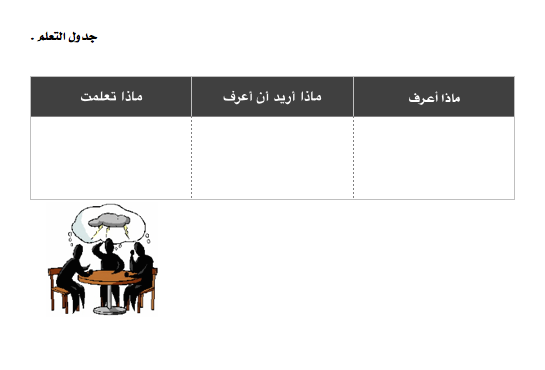 جدول التعلم .
ماذا أعرف
ماذا أريد أن أعرف
ماذا تعلمت